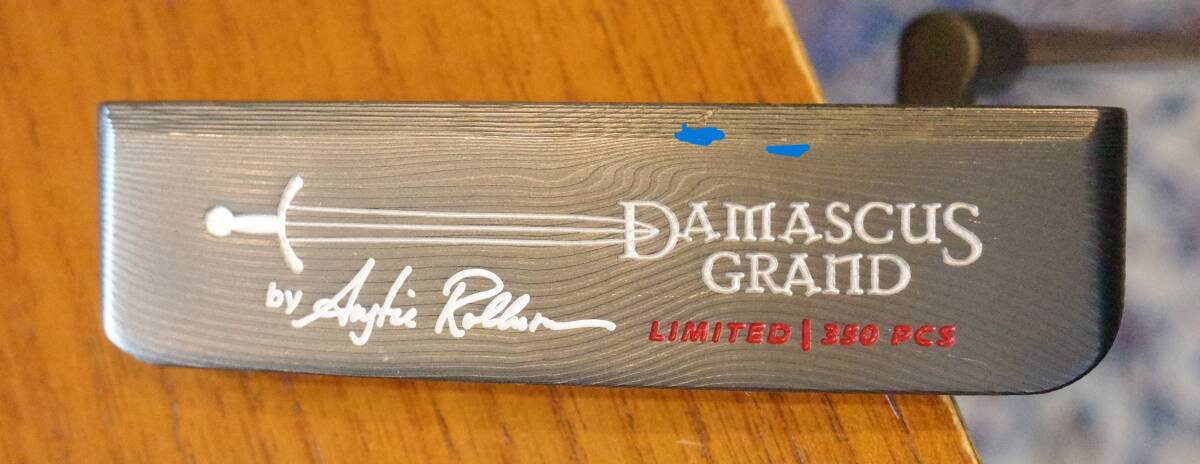 DAMASCUS
GRAND
by
LIMITED | 350 PCS